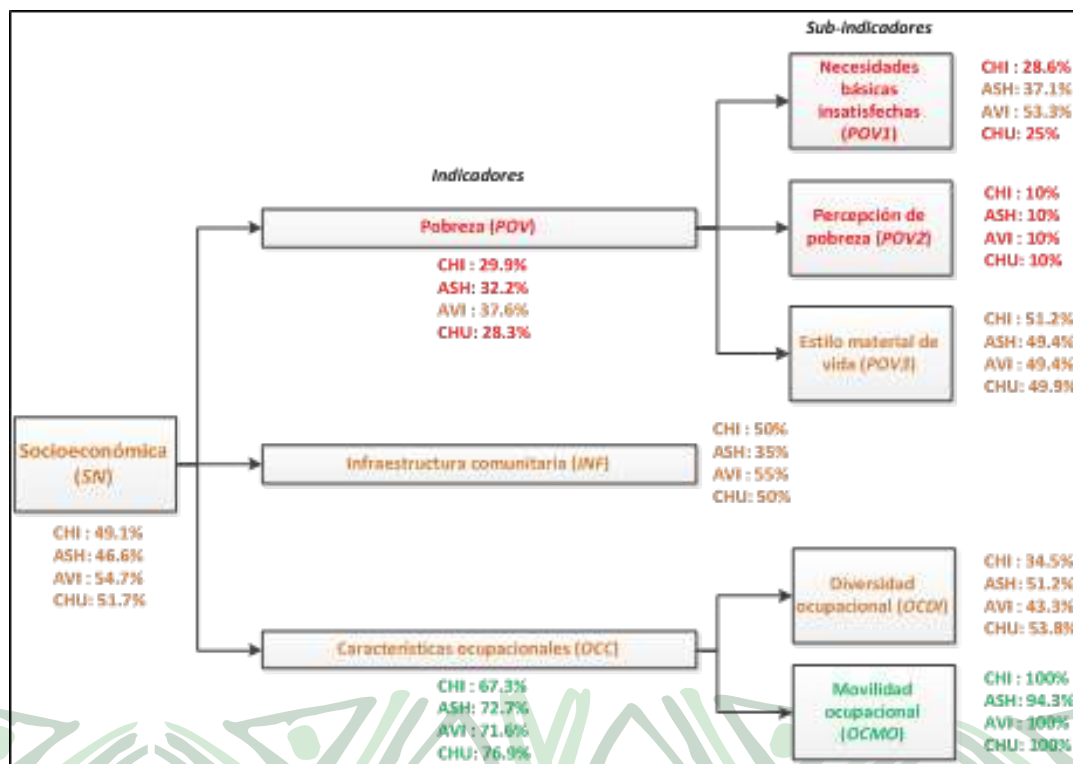 Sub-indicadores
Necesidades
básicas
insatisfechas
(POV1)
CHI : 28.6%
ASH: 37.1%
AVI : 53.3%
CHU: 25%
Indicadores
Pobreza (POV)
CHI : 29.9%
ASH: 32.2%
AVI : 37.6%
CHU: 28.3%
Percepción de
pobreza (POV2)
CHI : 10%
ASH: 10%
AVI : 10%
CHU: 10%
Estilo material de
vida (POV3)
CHI : 51.2%
ASH: 49.4%
AVI : 49.4%
CHU: 49.9%
Socioeconómica
(SN)
CHI : 49.1%
ASH: 46.6%
AVI : 54.7%
CHU: 51.7%
Infraestructura comunitaria (INF)
CHI : 50%
ASH: 35%
AVI : 55%
CHU: 50%
Características ocupacionales (OCC)
CHI : 67.3%
ASH: 72.7%
AVI : 71.6%
CHU: 76.9%
Diversidad
ocupacional (OCDI)
CHI : 34.5%
ASH: 51.2%
AVI : 43.3%
CHU: 53.8%
Movilidad
ocupacional
(OCMO)
CHI : 100%
ASH: 94.3%
AVI : 100%
CHU: 100%